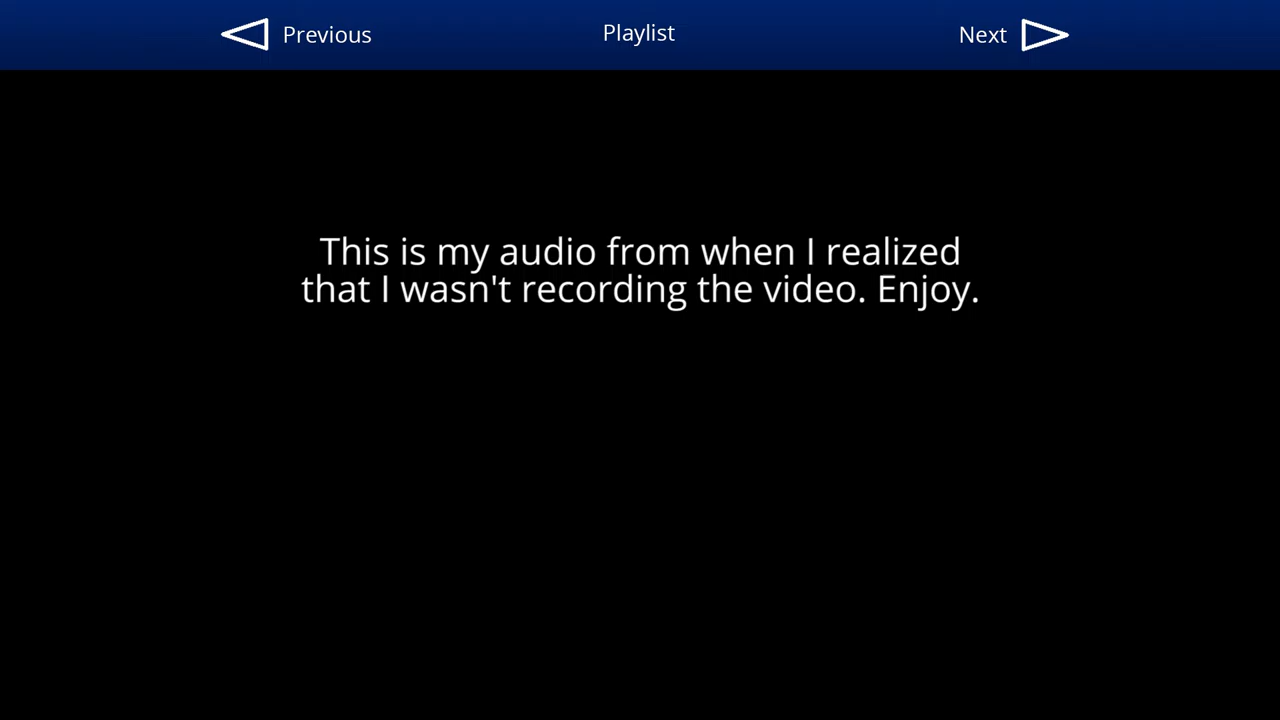 Previous
Playlist
Next
This is my audio from when I realized
that I wasn't recording the video. Enjoy.